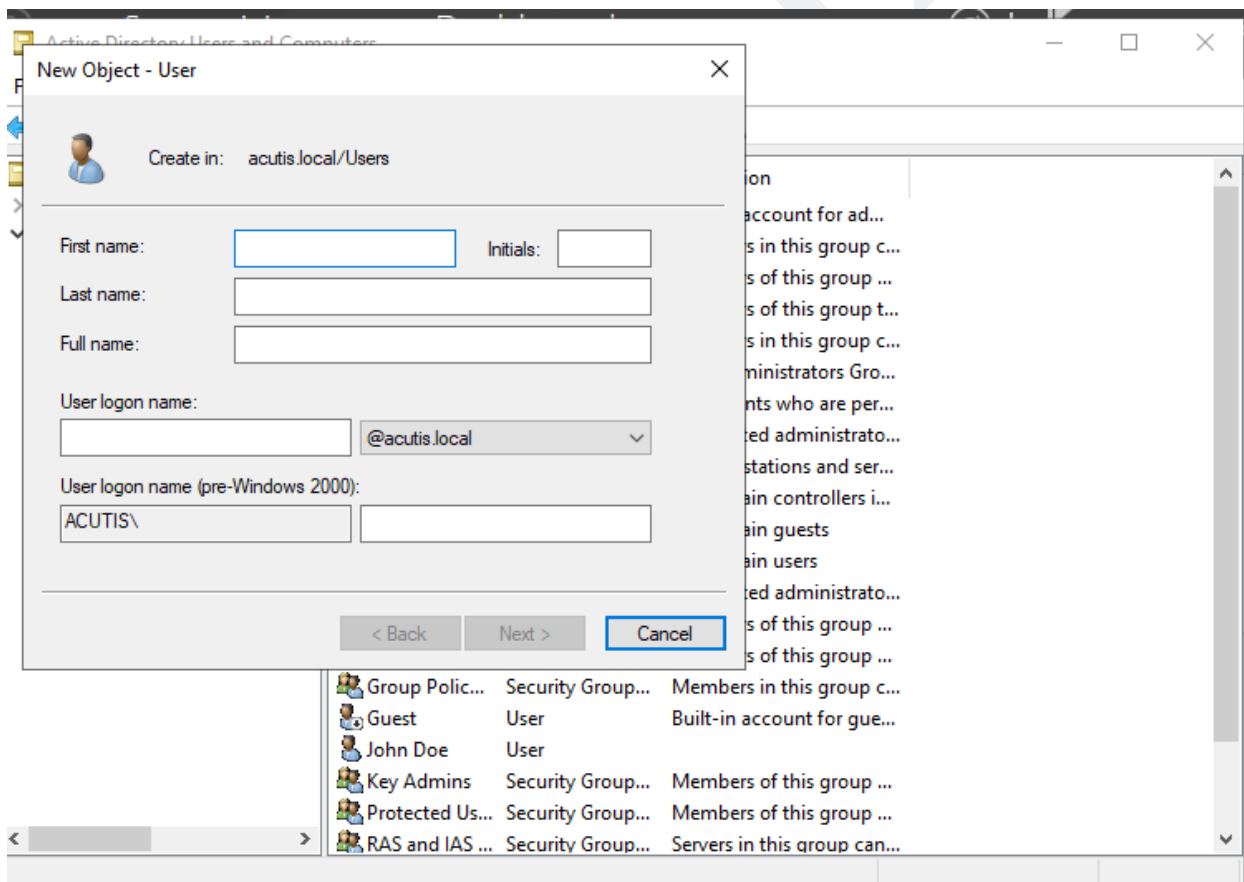 Active Directory Users and Computers
New Object - User
Create in: acutis.local/Users
First name:
Initials:
Last name:
Full name:
User logon name:
@acutis.local
User logon name (pre-Windows 2000):
ACUTIS\
< Back Next > Cancel
ion
account for ad...
s in this group c...
s of this group ...
s of this group t...
s in this group c...
ministrators Gro...
nts who are per...
ted administrato...
stations and ser...
ain controllers i...
ain guests
ain users
ted administrato...
s of this group ...
s of this group ...
Group Polic... Security Group... Members in this group c...
Guest User Built-in account for gue...
John Doe User
Key Admins Security Group... Members of this group ...
Protected Us... Security Group... Members of this group ...
RAS and IAS ... Security Group... Servers in this group can...